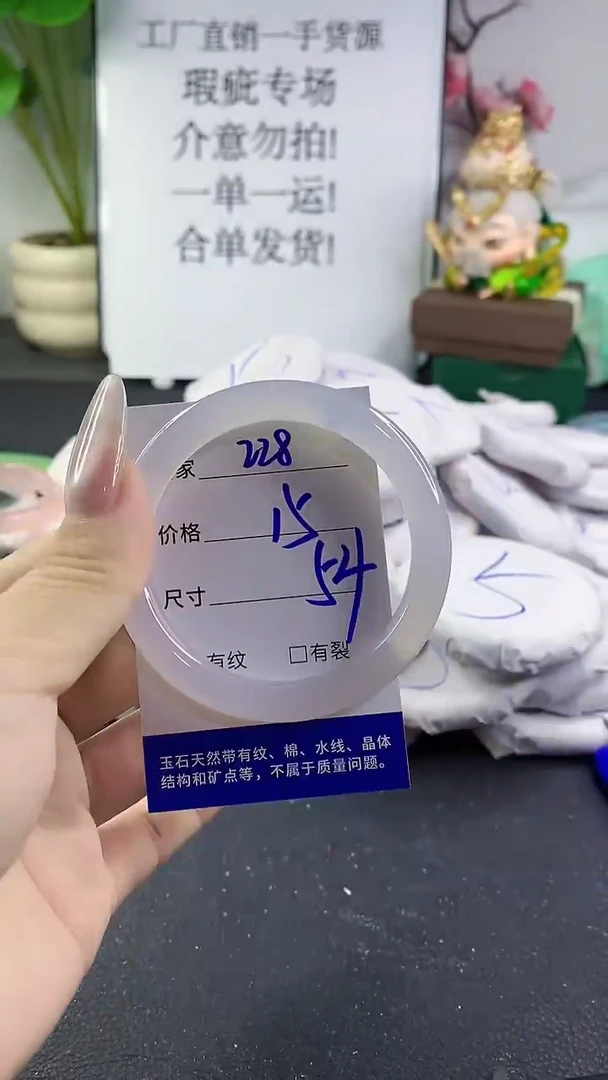 工厂直销一手货源
瑕疵专场
介意勿拍!
一单一运!
合单发货!
家 228
价格 15
尺寸 54
有纹 □有裂
玉石天然带有纹、棉、水线、晶体
结构和矿点等，不属于质量问题。
5